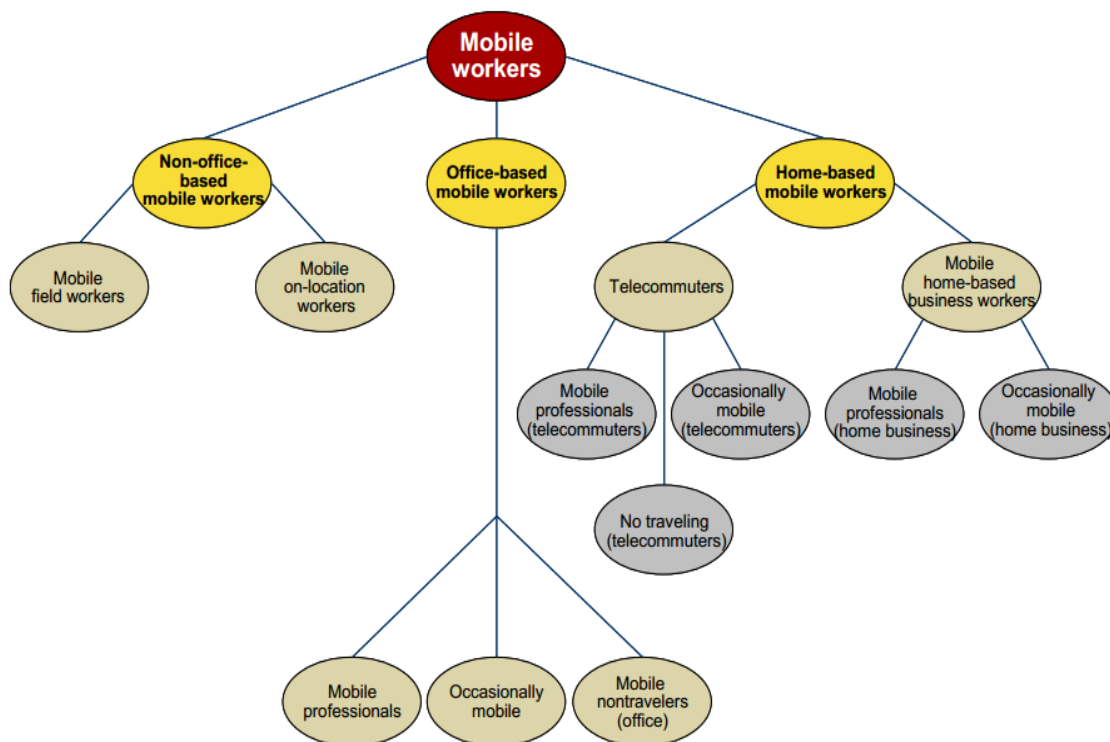 Mobile
workers
Non-office-
based
mobile workers
Office-based
mobile workers
Home-based
mobile workers
Mobile
field workers
Mobile
on-location
workers
Telecommuters
Mobile
home-based
business workers
Mobile
professionals
(telecommuters)
Occasionally
mobile
(telecommuters)
Mobile
professionals
(home business)
Occasionally
mobile
(home business)
No traveling
(telecommuters)
Mobile
professionals
Occasionally
mobile
Mobile
nontravelers
(office)